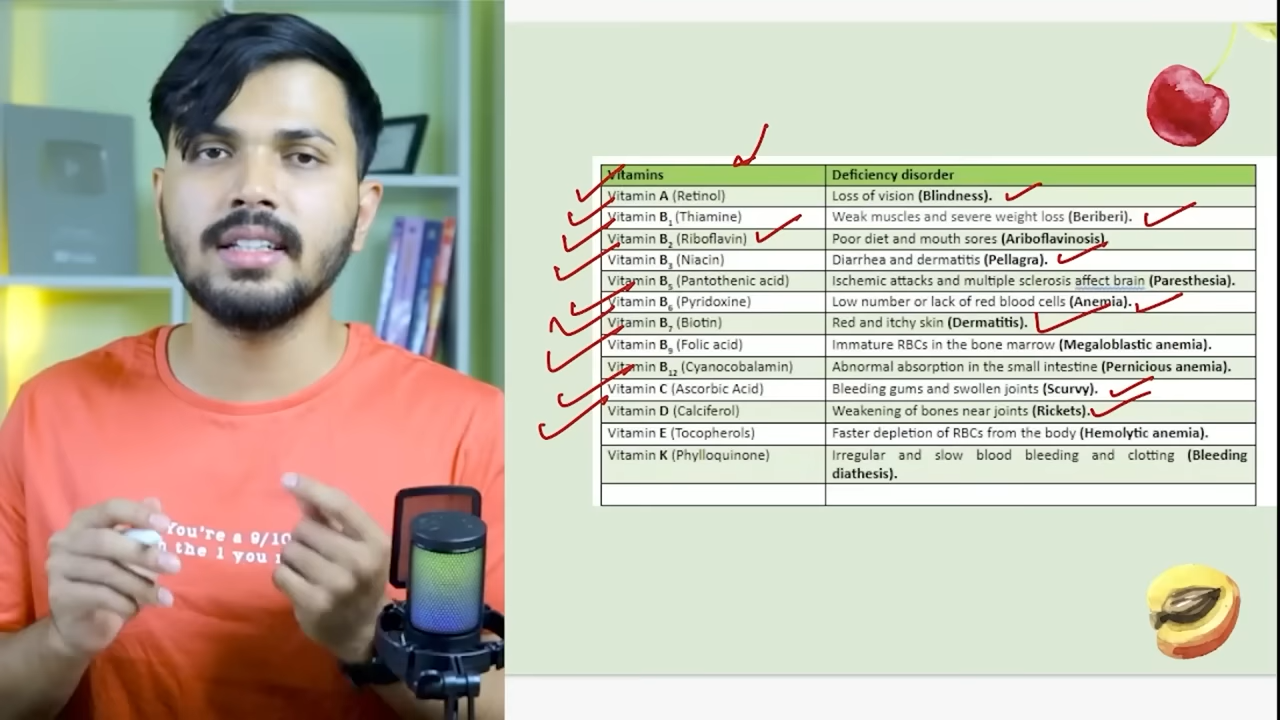 You're a 9/10
the 1 you
Vitamins Deficiency disorder
Vitamin A (Retinol) Loss of vision (Blindness).
Vitamin B1 (Thiamine) Weak muscles and severe weight loss (Beriberi).
Vitamin B2 (Riboflavin) Poor diet and mouth sores (Ariboflavinosis)
Vitamin B3 (Niacin) Diarrhea and dermatitis (Pellagra).
Vitamin B5 (Pantothenic acid) Ischemic attacks and multiple sclerosis affect brain (Paresthesia).
Vitamin B6 (Pyridoxine) Low number or lack of red blood cells (Anemia).
Vitamin B7 (Biotin) Red and itchy skin (Dermatitis).
Vitamin B9 (Folic acid) Immature RBCs in the bone marrow (Megaloblastic anemia).
Vitamin B12 (Cyanocobalamin) Abnormal absorption in the small intestine (Pernicious anemia).
Vitamin C (Ascorbic Acid) Bleeding gums and swollen joints (Scurvy).
Vitamin D (Calciferol) Weakening of bones near joints (Rickets).
Vitamin E (Tocopherols) Faster depletion of RBCs from the body (Hemolytic anemia).
Vitamin K (Phylloquinone) Irregular and slow blood bleeding and clotting (Bleeding
diathesis).